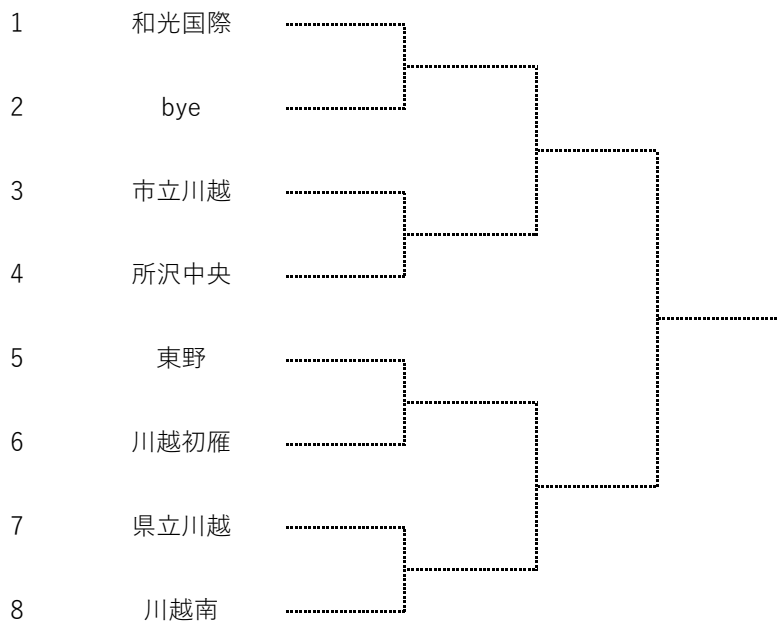 1 和光国際
2 bye
3 市立川越
4 所沢中央
5 東野
6 川越初雁
7 県立川越
8 川越南